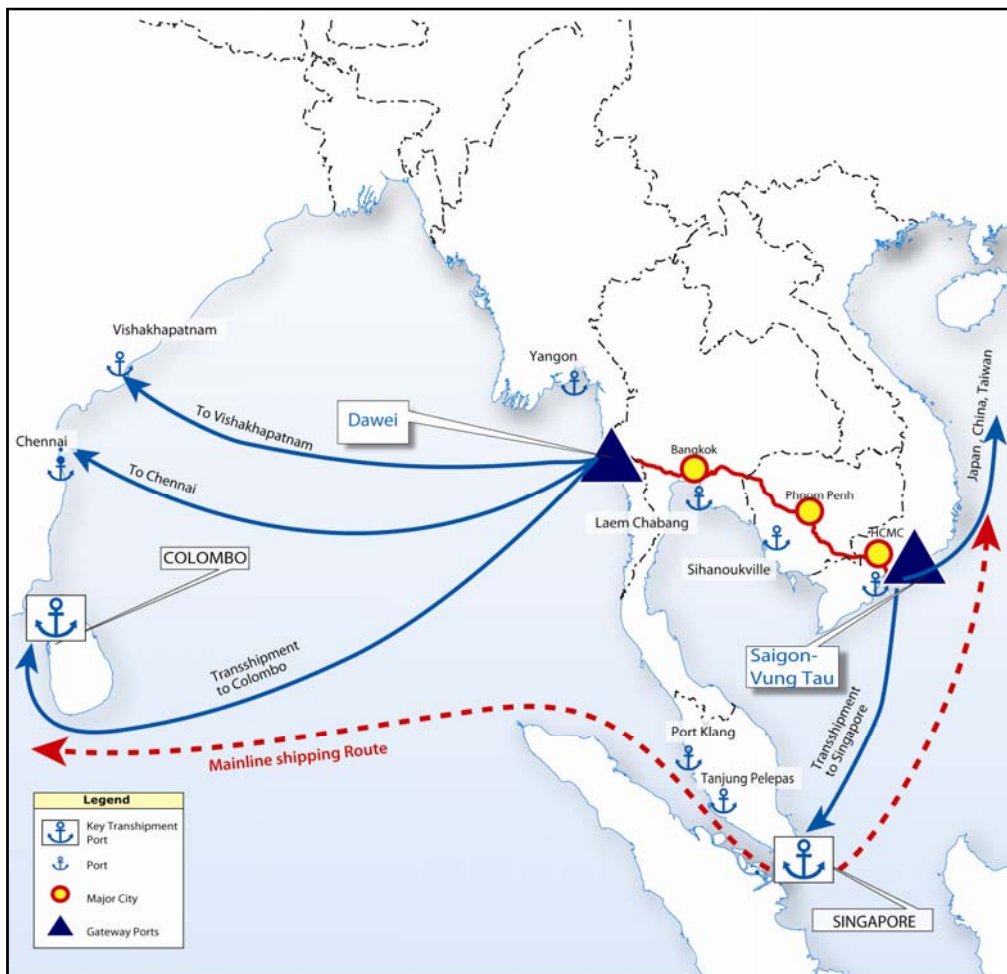 Vishakhapatnam
Yangon
To Vishakhapatnam
Dawei
Chennai
To Chennai
Bangkok
Japan ,China, Taiwan
Laem Chabang
Phnom Penh
HCMC
COLOMBO
Sihanoukville
Transshipment
to Colombo
Saigon-
Vung Tau
Transshipment
to Singapore
Mainline shipping Route
Port Klang
Tanjung Pelepas
Legend
Key Transhipment
Port
Port
Major City
Gateway Ports
SINGAPORE